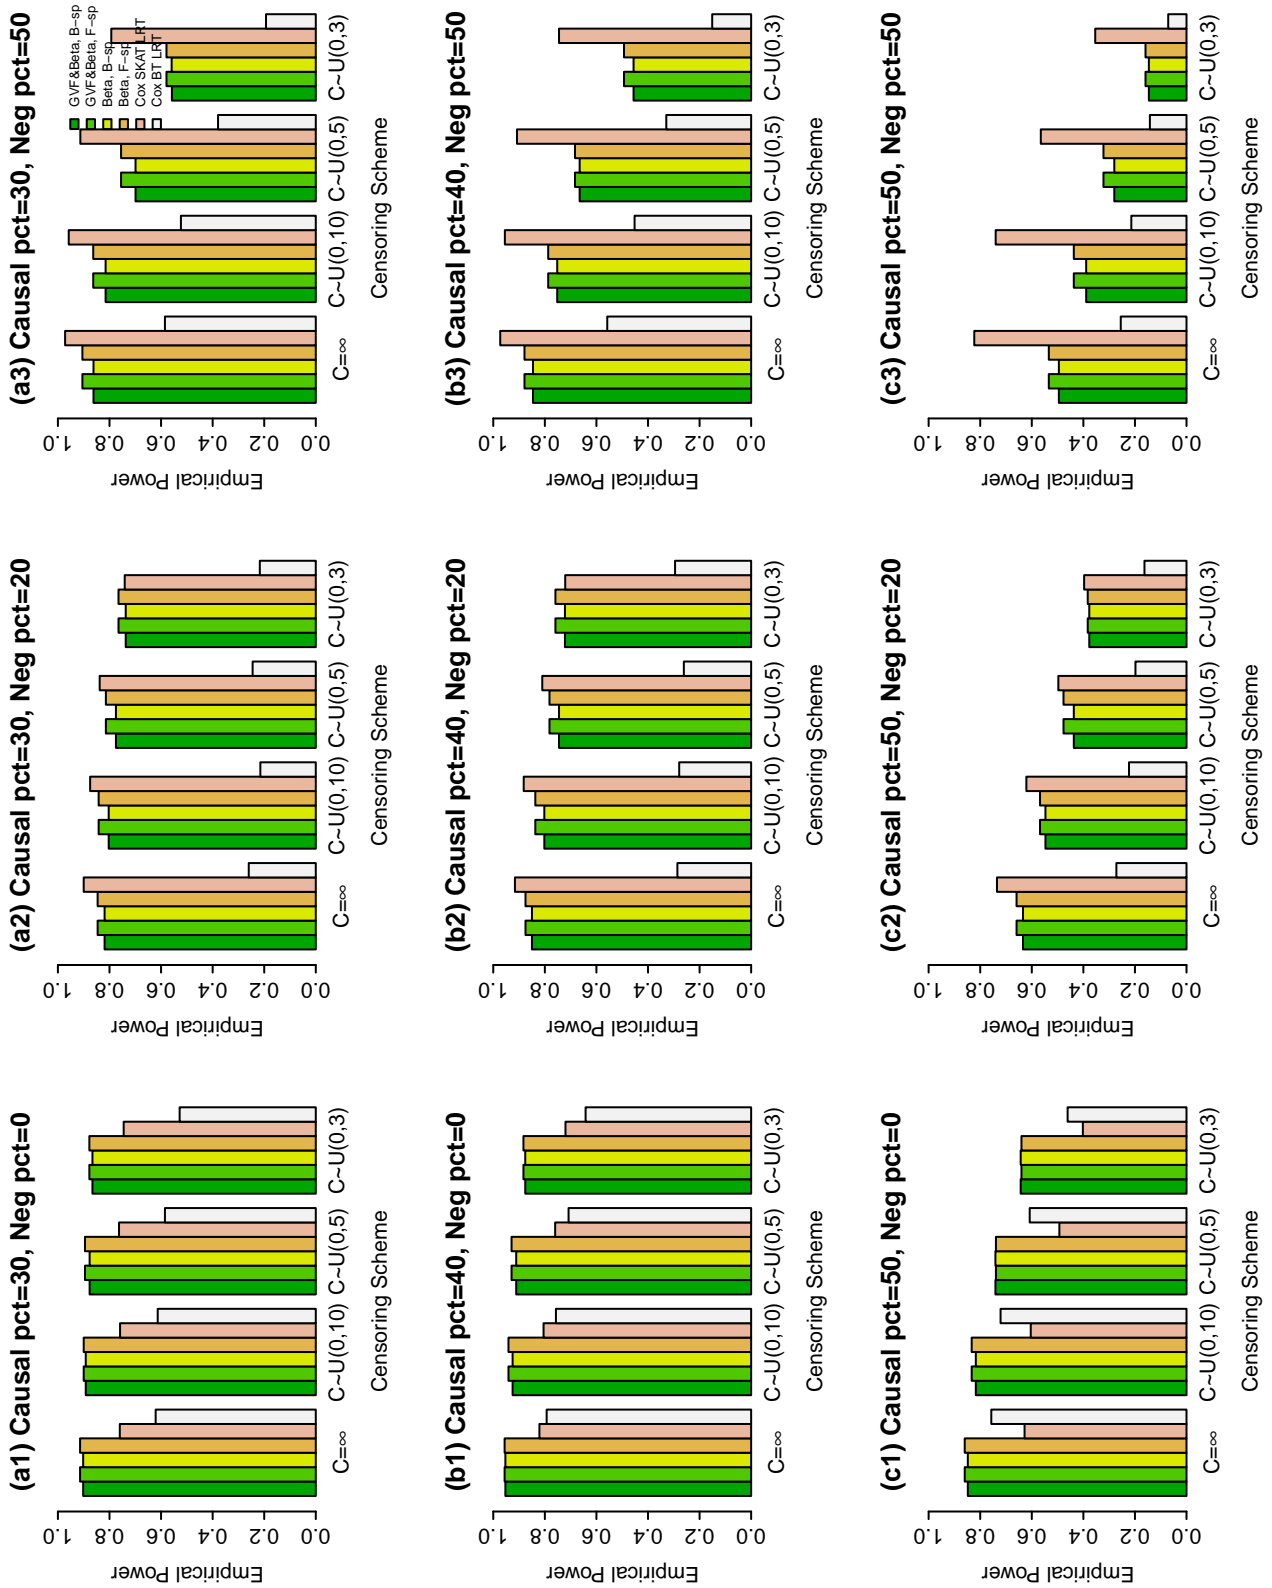 (a1) Causal pct=30, Neg pct=0
Empirical Power
1.0
0.8
0.6
0.4
0.2
0.0
C=∞
C~U(0,10)
C~U(0,5)
C~U(0,3)
Censoring Scheme
(a2) Causal pct=30, Neg pct=20
Empirical Power
1.0
0.8
0.6
0.4
0.2
0.0
C=∞
C~U(0,10)
C~U(0,5)
C~U(0,3)
Censoring Scheme
(a3) Causal pct=30, Neg pct=50
GVF&Beta, B−sp
GVF&Beta, F−sp
Beta, B−sp
Beta, F−sp
Cox SKAT LRT
Cox BT LRT
Empirical Power
1.0
0.8
0.6
0.4
0.2
0.0
C=∞
C~U(0,10)
C~U(0,5)
C~U(0,3)
Censoring Scheme
(b1) Causal pct=40, Neg pct=0
Empirical Power
1.0
0.8
0.6
0.4
0.2
0.0
C=∞
C~U(0,10)
C~U(0,5)
C~U(0,3)
Censoring Scheme
(b2) Causal pct=40, Neg pct=20
Empirical Power
1.0
0.8
0.6
0.4
0.2
0.0
C=∞
C~U(0,10)
C~U(0,5)
C~U(0,3)
Censoring Scheme
(b3) Causal pct=40, Neg pct=50
Empirical Power
1.0
0.8
0.6
0.4
0.2
0.0
C=∞
C~U(0,10)
C~U(0,5)
C~U(0,3)
Censoring Scheme
(c1) Causal pct=50, Neg pct=0
Empirical Power
1.0
0.8
0.6
0.4
0.2
0.0
C=∞
C~U(0,10)
C~U(0,5)
C~U(0,3)
Censoring Scheme
(c2) Causal pct=50, Neg pct=20
Empirical Power
1.0
0.8
0.6
0.4
0.2
0.0
C=∞
C~U(0,10)
C~U(0,5)
C~U(0,3)
Censoring Scheme
(c3) Causal pct=50, Neg pct=50
Empirical Power
1.0
0.8
0.6
0.4
0.2
0.0
C=∞
C~U(0,10)
C~U(0,5)
C~U(0,3)
Censoring Scheme